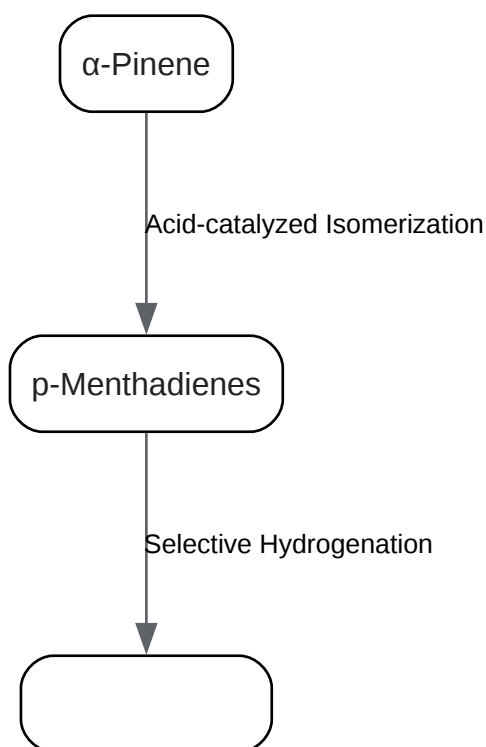 α-Pinene
Acid-catalyzed Isomerization
p-Menthadienes
Selective Hydrogenation